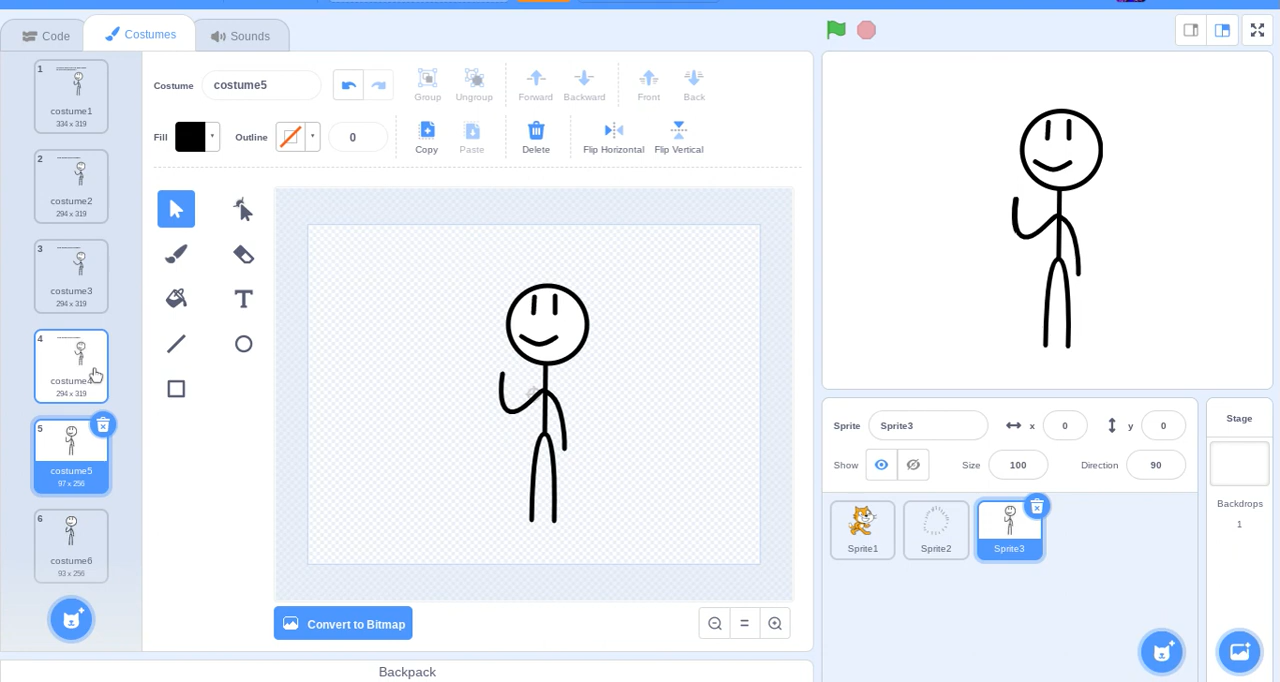 Code
Costumes
Sounds
1
costume1
334 x 319
2
costume2
294 x 319
3
costume3
294 x 319
4
costume4
294 x 319
5
costume5
97 x 256
6
costume6
93 x 256
Costume costume5
Group Ungroup Forward Backward Front Back
Fill Outline 0
Copy Paste Delete Flip Horizontal Flip Vertical
T
Convert to Bitmap
Backpack
Sprite Sprite3 x 0 y 0
Show Size 100 Direction 90
Sprite1 Sprite2 Sprite3
Stage
Backdrops
1